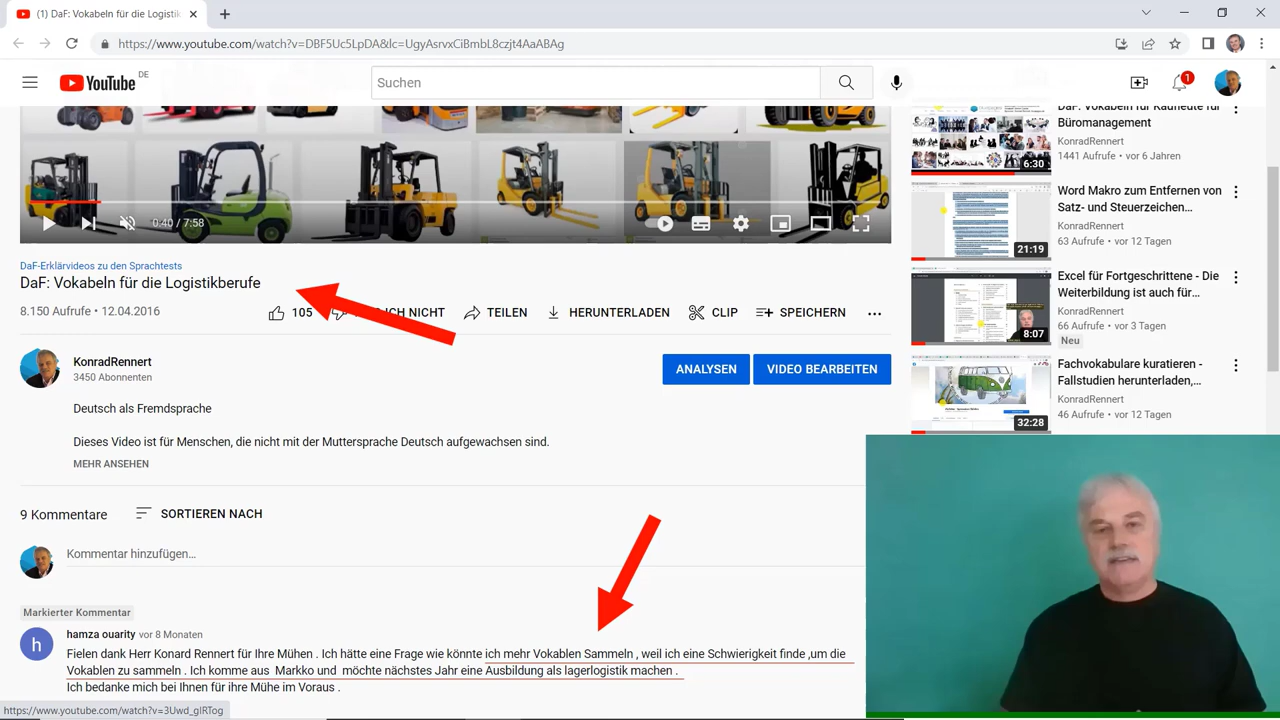 (1) DaF: Vokabeln für die Logistik
https://www.youtube.com/watch?v=DBF5Uc5LpDA&lc=UgyAsrvxCiBmbL8czjt4AaABAg
YouTube DE
Suchen
1
0:40 / 7:58
DaF-Erklärvideos zu den Sprachtests
DaF: Vokabeln für die Logistikberufe
8.150 Aufrufe • 12.04.2016
ICH NICHT
TEILEN
HERUNTERLADEN
CLIP
SPEICHERN
KonradRennert
3450 Abonnenten
ANALYSEN
VIDEO BEARBEITEN
Deutsch als Fremdsprache
Dieses Video ist für Menschen, die nicht mit der Muttersprache Deutsch aufgewachsen sind.
MEHR ANSEHEN
9 Kommentare
SORTIEREN NACH
Kommentar hinzufügen...
Markierter Kommentar
h
hamza ouarity vor 8 Monaten
Fielen dank Herr Konard Rennert für Ihre Mühen . Ich hätte eine Frage wie könnte ich mehr Vokablen Sammeln , weil ich eine Schwierigkeit finde ,um die
Vokablen zu sammeln . Ich komme aus Markko und möchte nächstes Jahr eine Ausbildung als lagerlogistik machen .
Ich bedanke mich bei Ihnen für ihre Mühe im Voraus .
https://www.youtube.com/watch?v=3Uwd_gIRTog
DaF: Vokabeln für Kaufleute für
Büromanagement
KonradRennert
1441 Aufrufe • vor 6 Jahren
6:30
Word Makro zum Entfernen von
Satz- und Steuerzeichen...
KonradRennert
63 Aufrufe • vor 12 Tagen
21:19
Excel für Fortgeschrittene - Die
Weiterbildung ist auch für...
KonradRennert
66 Aufrufe • vor 3 Tagen
Neu
8:07
Fachvokabulare kuratieren -
Fallstudien herunterladen,...
KonradRennert
46 Aufrufe • vor 12 Tagen
32:28